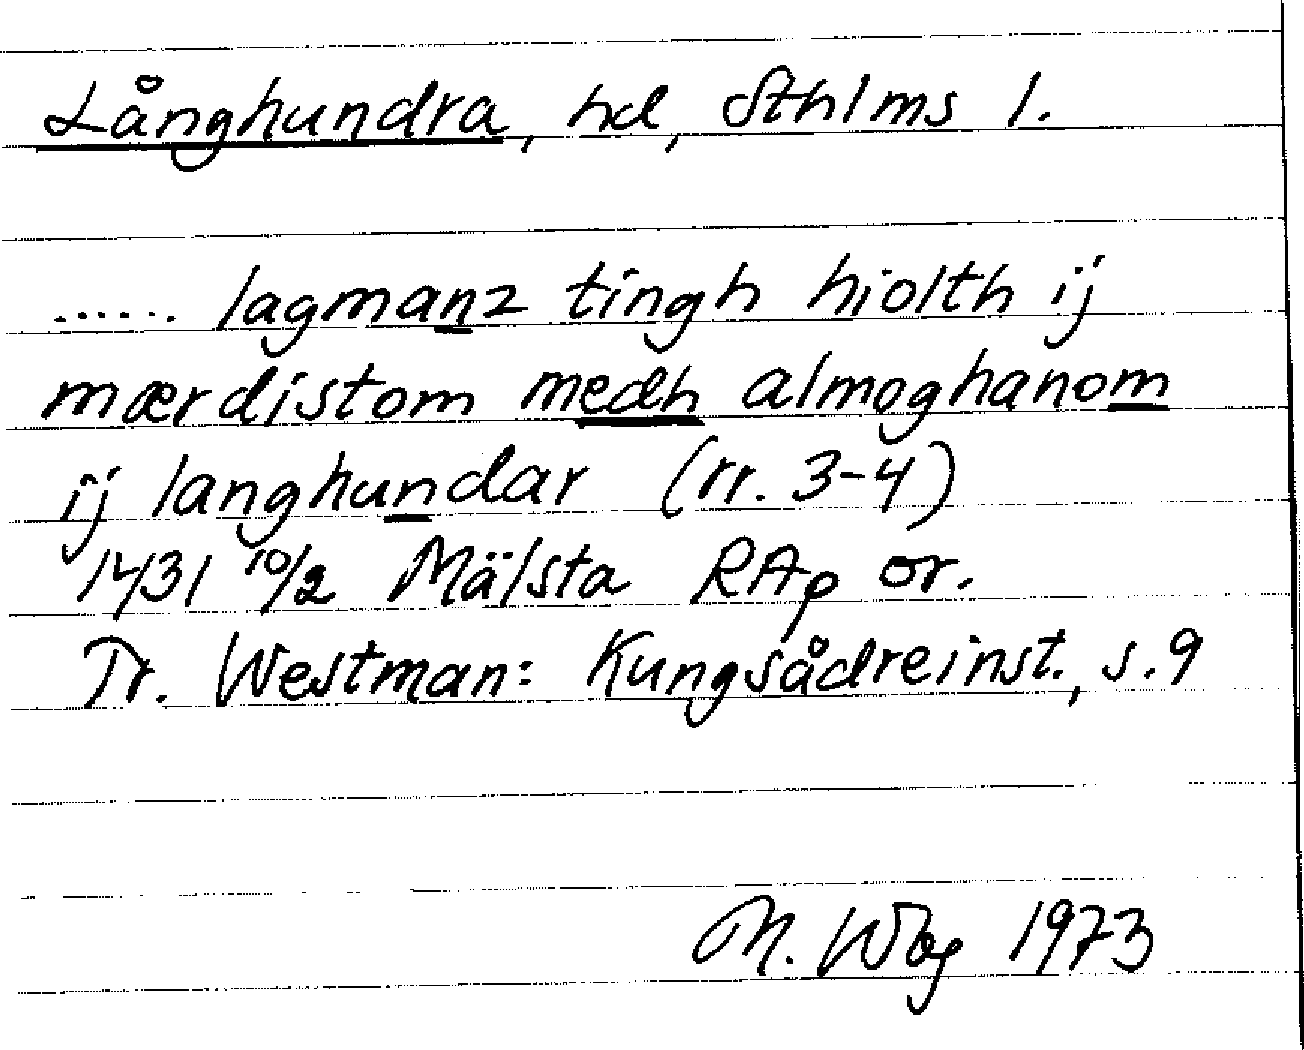 Långhundra, hd, Sthlms l.
...... lagmanz tingh hiolth ij
mærdistom medh almoghanom
ij langhundar (rr. 3-4)
1431 10/2 Mälsta RAp or.
Tr. Westman: Kungsådreinst., s. 9
M. Wbg 1973